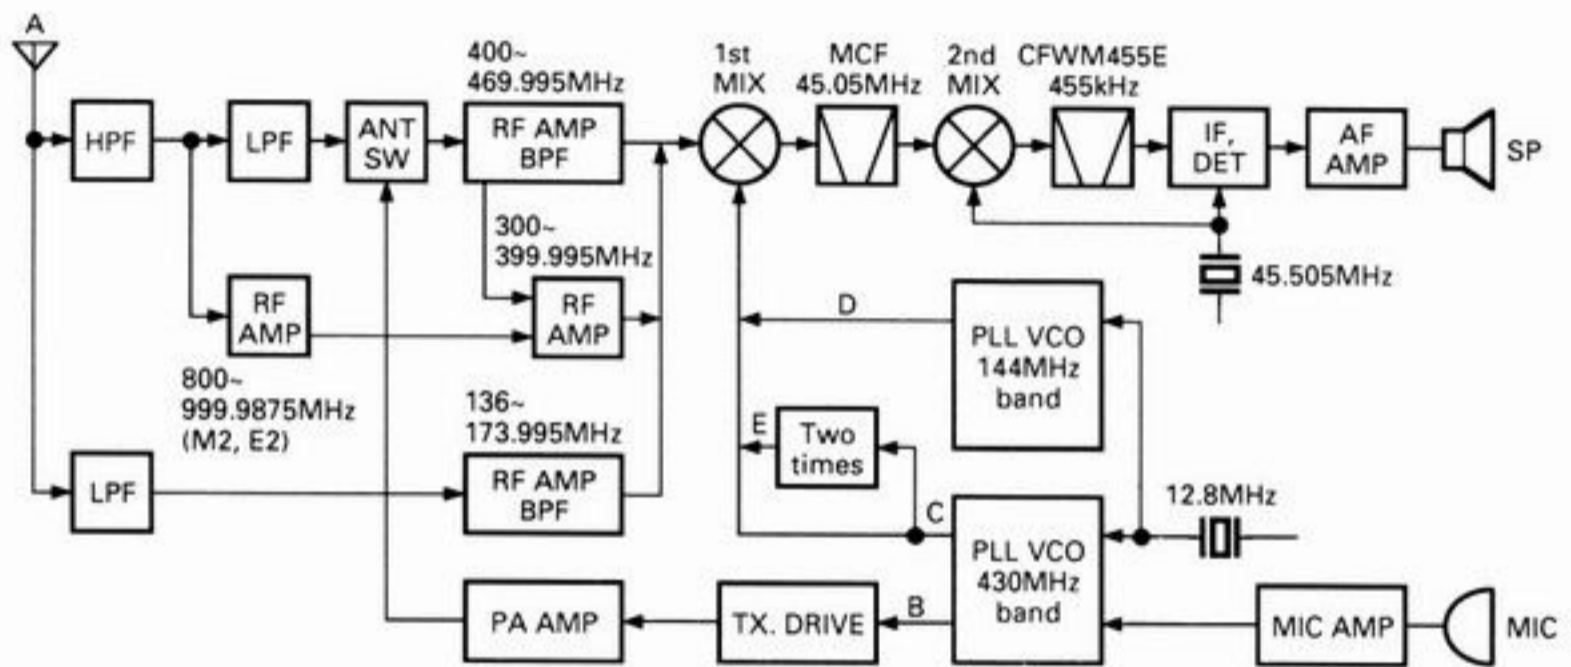 A
400~
469.995MHz
1st
MIX
MCF
45.05MHz
2nd
MIX
CFWM455E
455kHz
HPF
LPF
ANT
SW
RF AMP
BPF
IF,
DET
AF
AMP
SP
300~
399.995MHz
RF
AMP
RF
AMP
45.505MHz
D
PLL VCO
144MHz
band
800~
999.9875MHz
(M2, E2)
136~
173.995MHz
E
Two
times
LPF
RF AMP
BPF
C
12.8MHz
PLL VCO
430MHz
band
PA AMP
TX. DRIVE
B
MIC AMP
MIC